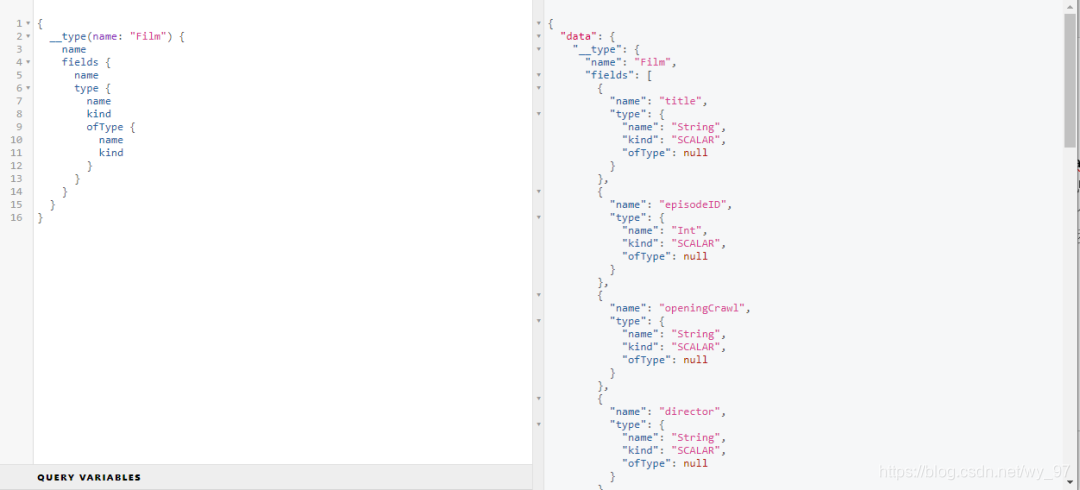 1 {
2 __type(name: "Film") {
3 name
4 fields {
5 name
6 type {
7 name
8 kind
9 ofType {
10 name
11 kind
12 }
13 }
14 }
15 }
16 }
QUERY VARIABLES
{
"data": {
"__type": {
"name": "Film",
"fields": [
{
"name": "title",
"type": {
"name": "String",
"kind": "SCALAR",
"ofType": null
}
},
{
"name": "episodeID",
"type": {
"name": "Int",
"kind": "SCALAR",
"ofType": null
}
},
{
"name": "openingCrawl",
"type": {
"name": "String",
"kind": "SCALAR",
"ofType": null
}
},
{
"name": "director",
"type": {
"name": "String",
"kind": "SCALAR",
"ofType": null
}
}
https://blog.csdn.net/wy_97